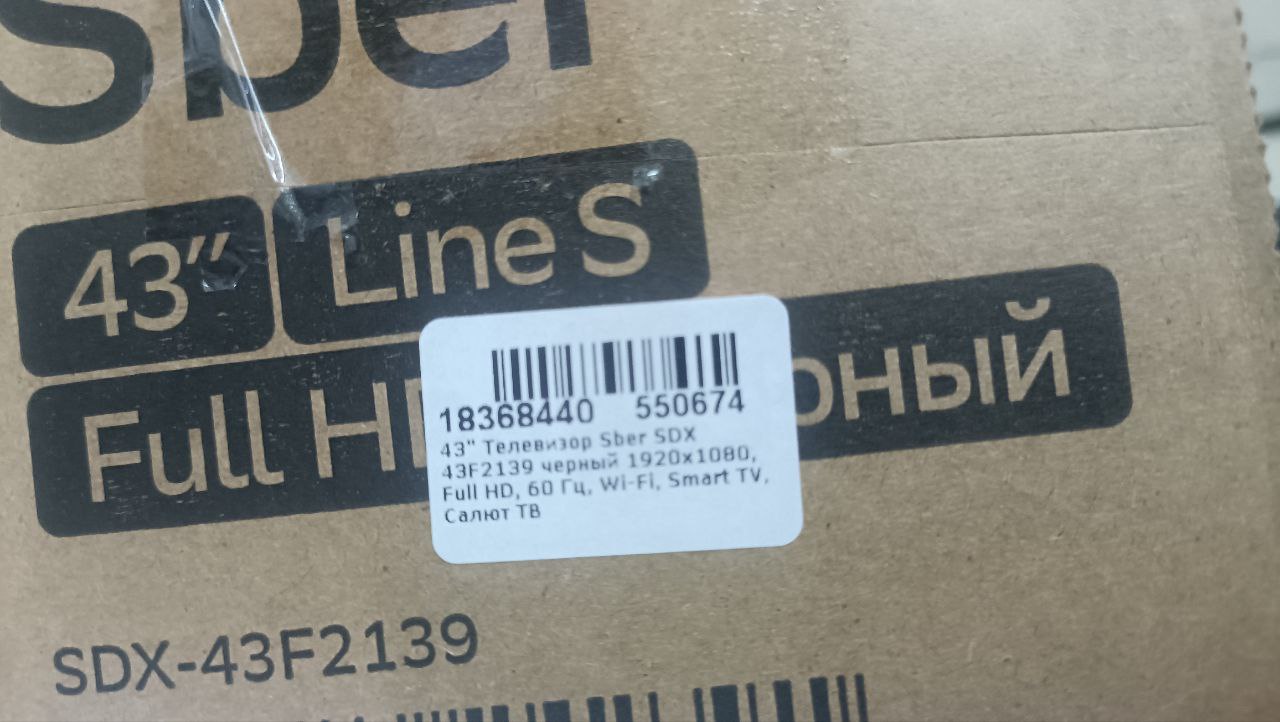 Sber
43″ Line S
Full HD
18368440 550674
43" Телевизор Sber SDX
43F2139 черный 1920x1080,
Full HD, 60 Гц, Wi-Fi, Smart TV,
Салют ТВ
SDX-43F2139